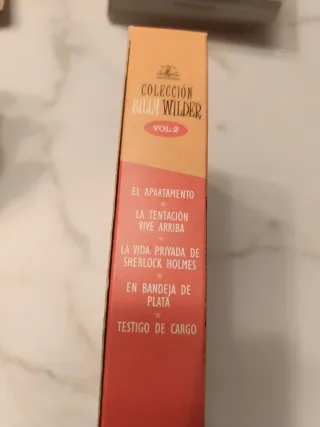 COLECCIÓN
BILLY WILDER
VOL.2
EL APARTAMENTO
LA TENTACIÓN
VIVE ARRIBA
LA VIDA PRIVADA DE
SHERLOCK HOLMES
EN BANDEJA DE
PLATA
TESTIGO DE CARGO